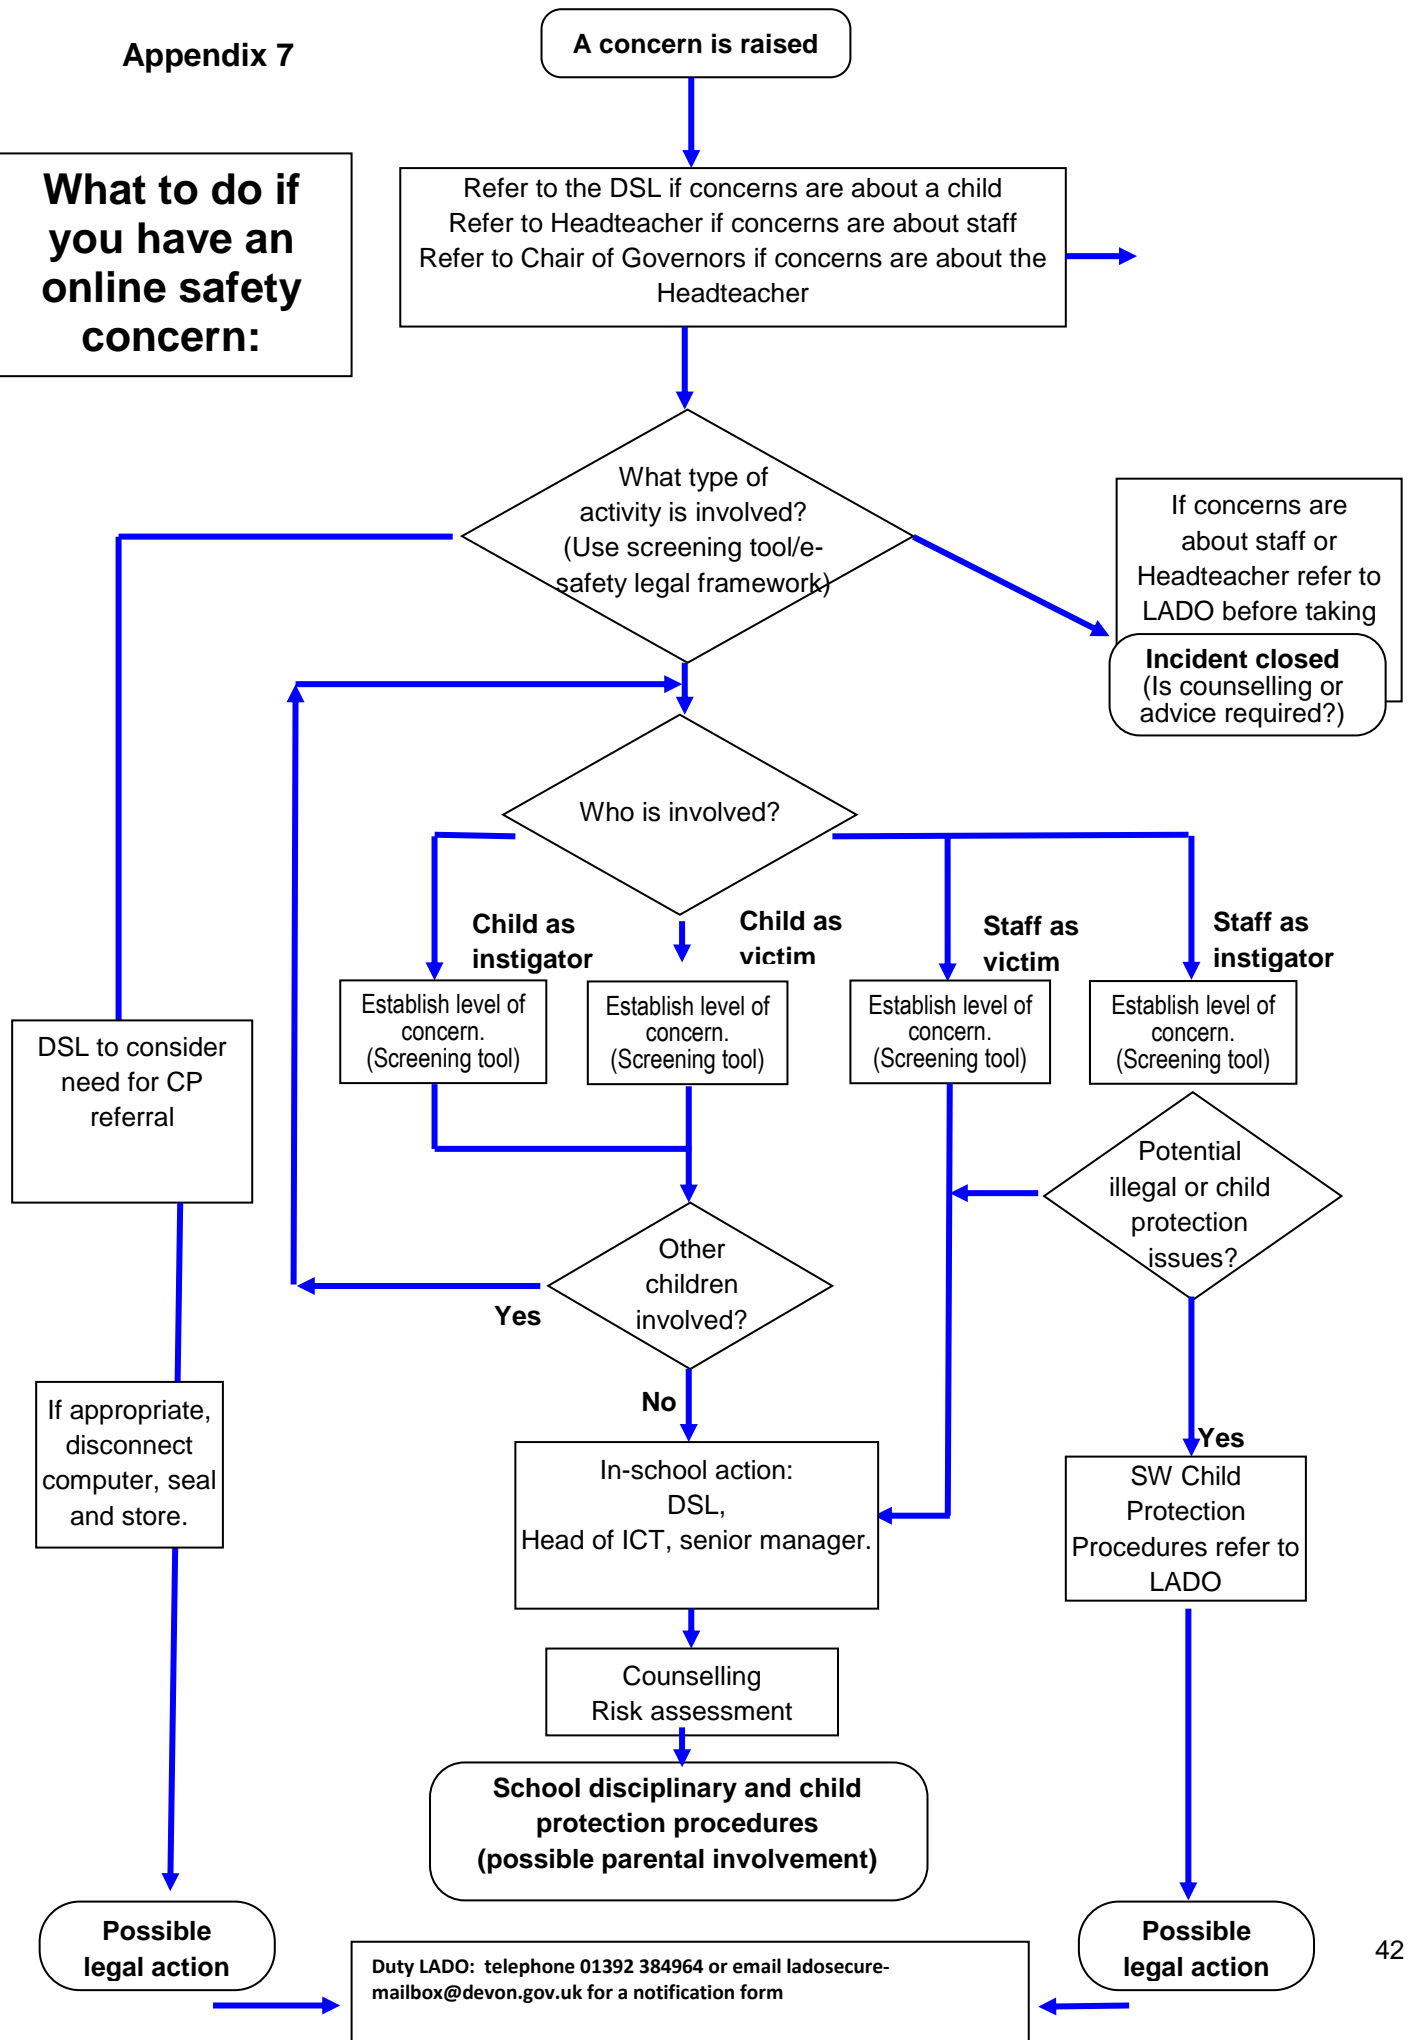 Appendix 7
A concern is raised
What to do if
you have an
online safety
concern:
Refer to the DSL if concerns are about a child
Refer to Headteacher if concerns are about staff
Refer to Chair of Governors if concerns are about the
Headteacher
What type of
activity is involved?
(Use screening tool/e-
safety legal framework)
If concerns are
about staff or
Headteacher refer to
LADO before taking
Incident closed
(Is counselling or
advice required?)
Who is involved?
Child as
instigator
Child as
victim
Staff as
victim
Staff as
instigator
Establish level of
concern.
(Screening tool)
Establish level of
concern.
(Screening tool)
Establish level of
concern.
(Screening tool)
Establish level of
concern.
(Screening tool)
DSL to consider
need for CP
referral
Potential
illegal or child
protection
issues?
Other
children
involved?
Yes
No
If appropriate,
disconnect
computer, seal
and store.
In-school action:
DSL,
Head of ICT, senior manager.
Yes
SW Child
Protection
Procedures refer to
LADO
Counselling
Risk assessment
School disciplinary and child
protection procedures
(possible parental involvement)
Possible
legal action
Possible
legal action
Duty LADO: telephone 01392 384964 or email ladosecure-
mailbox@devon.gov.uk for a notification form
42